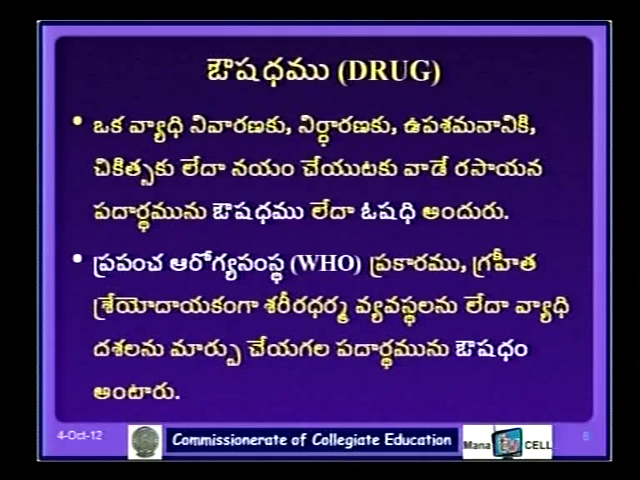 ఔషధము (DRUG)
• ఒక వ్యాధి నివారణకు, నిర్ధారణకు, ఉపశమనానికి,
చికిత్సకు లేదా నయం చేయుటకు వాడే రసాయన
పదార్థమును ఔషధము లేదా ఓషధి అందురు.
• ప్రపంచ ఆరోగ్యసంస్థ (WHO) ప్రకారము, గ్రహీత
శ్రేయోదాయకంగా శరీరధర్మ వ్యవస్థలను లేదా వ్యాధి
దశలను మార్పు చేయగల పదార్థమును ఔషధం
అంటారు.
4-Oct-12 Commissionerate of Collegiate Education Mana tv CELL 6